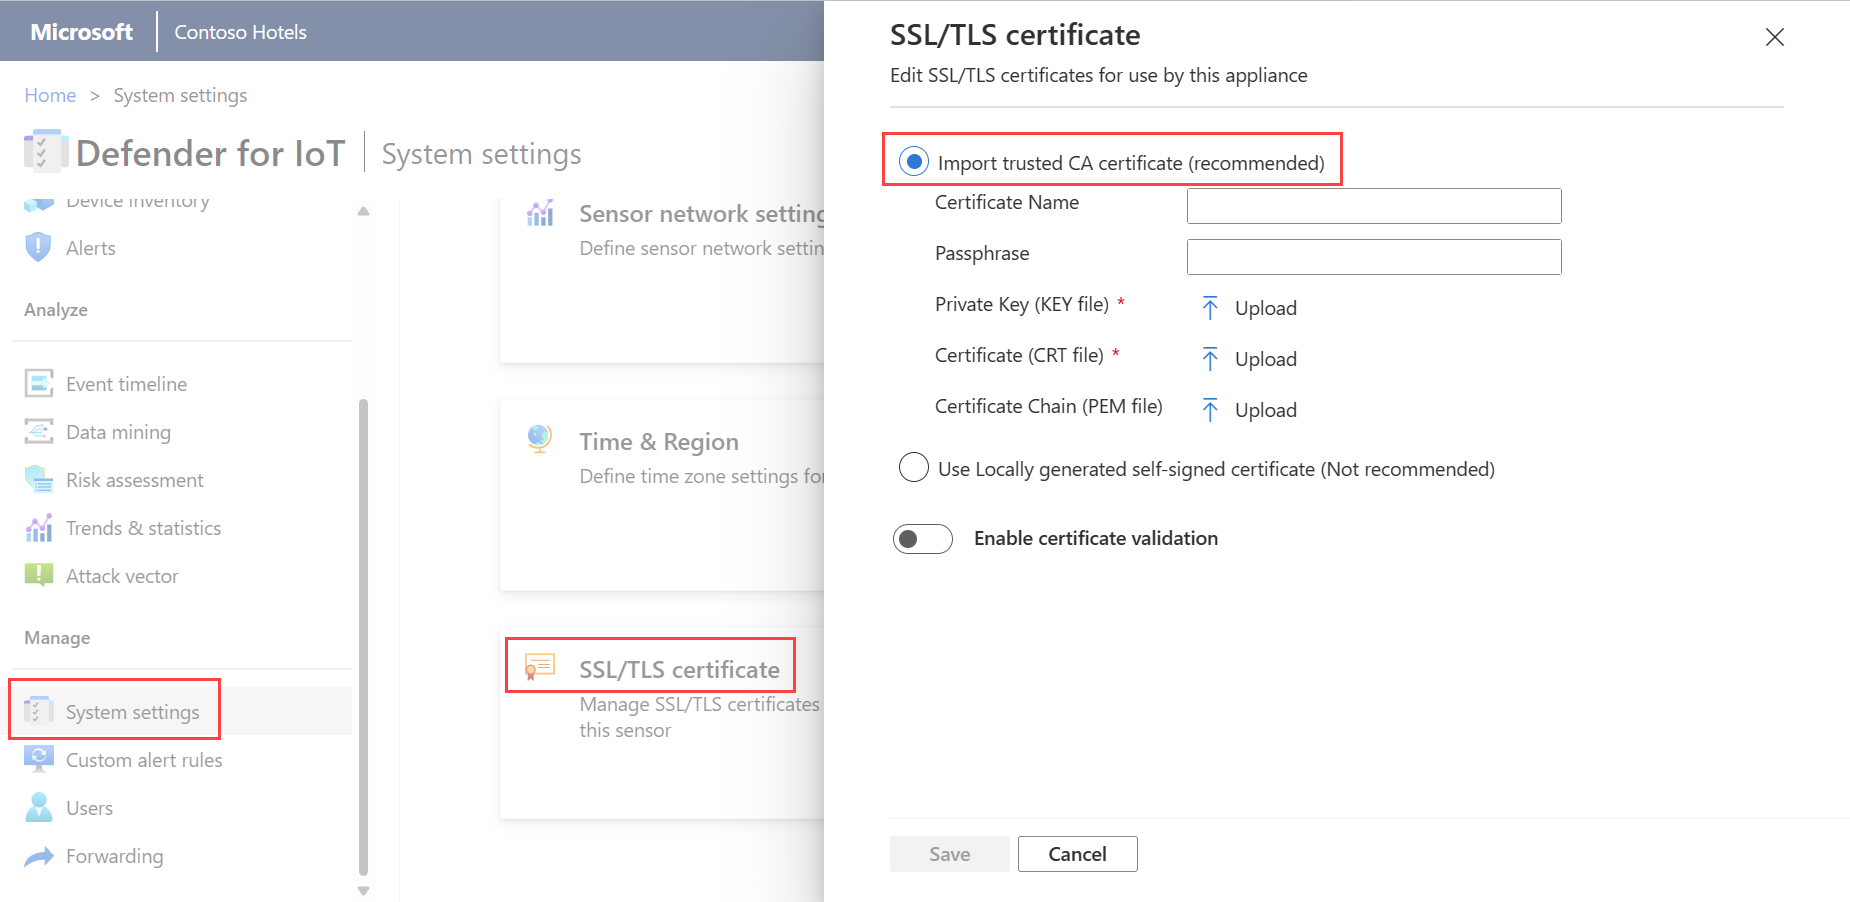 Microsoft
Contoso Hotels
Home > System settings
Defender for IoT
System settings
Device inventory
Alerts
Analyze
Event timeline
Data mining
Risk assessment
Trends & statistics
Attack vector
Manage
System settings
Custom alert rules
Users
Forwarding
Sensor network setting
Define sensor network settin
Time & Region
Define time zone settings for
SSL/TLS certificate
Manage SSL/TLS certificates
this sensor
SSL/TLS certificate
Edit SSL/TLS certificates for use by this appliance
Import trusted CA certificate (recommended)
Certificate Name
Passphrase
Private Key (KEY file) *
Upload
Certificate (CRT file) *
Upload
Certificate Chain (PEM file)
Upload
Use Locally generated self-signed certificate (Not recommended)
Enable certificate validation
Save
Cancel